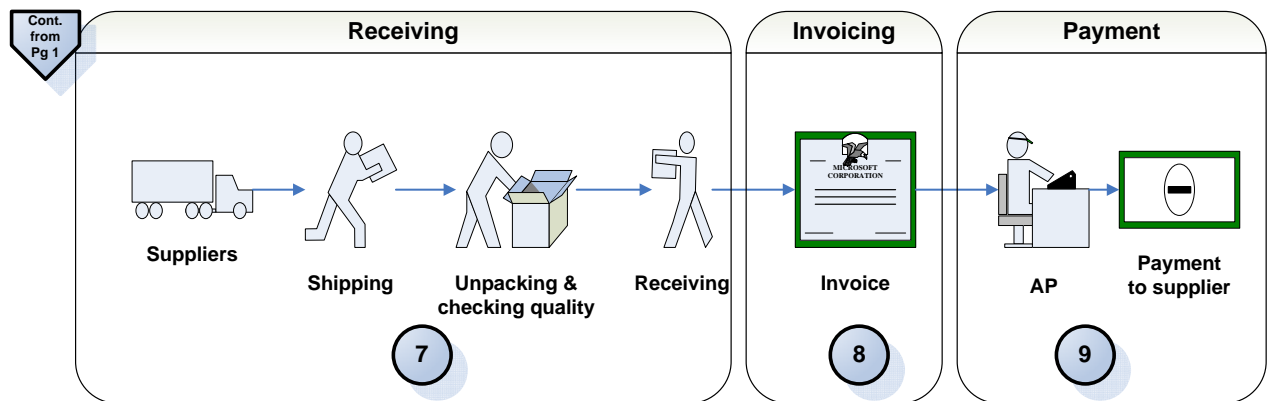 Cont.
from
Pg 1
Receiving
Invoicing
Payment
Suppliers
Shipping
Unpacking &
checking quality
Receiving
MICROSOFT
CORPORATION
Invoice
AP
Payment
to supplier
7
8
9